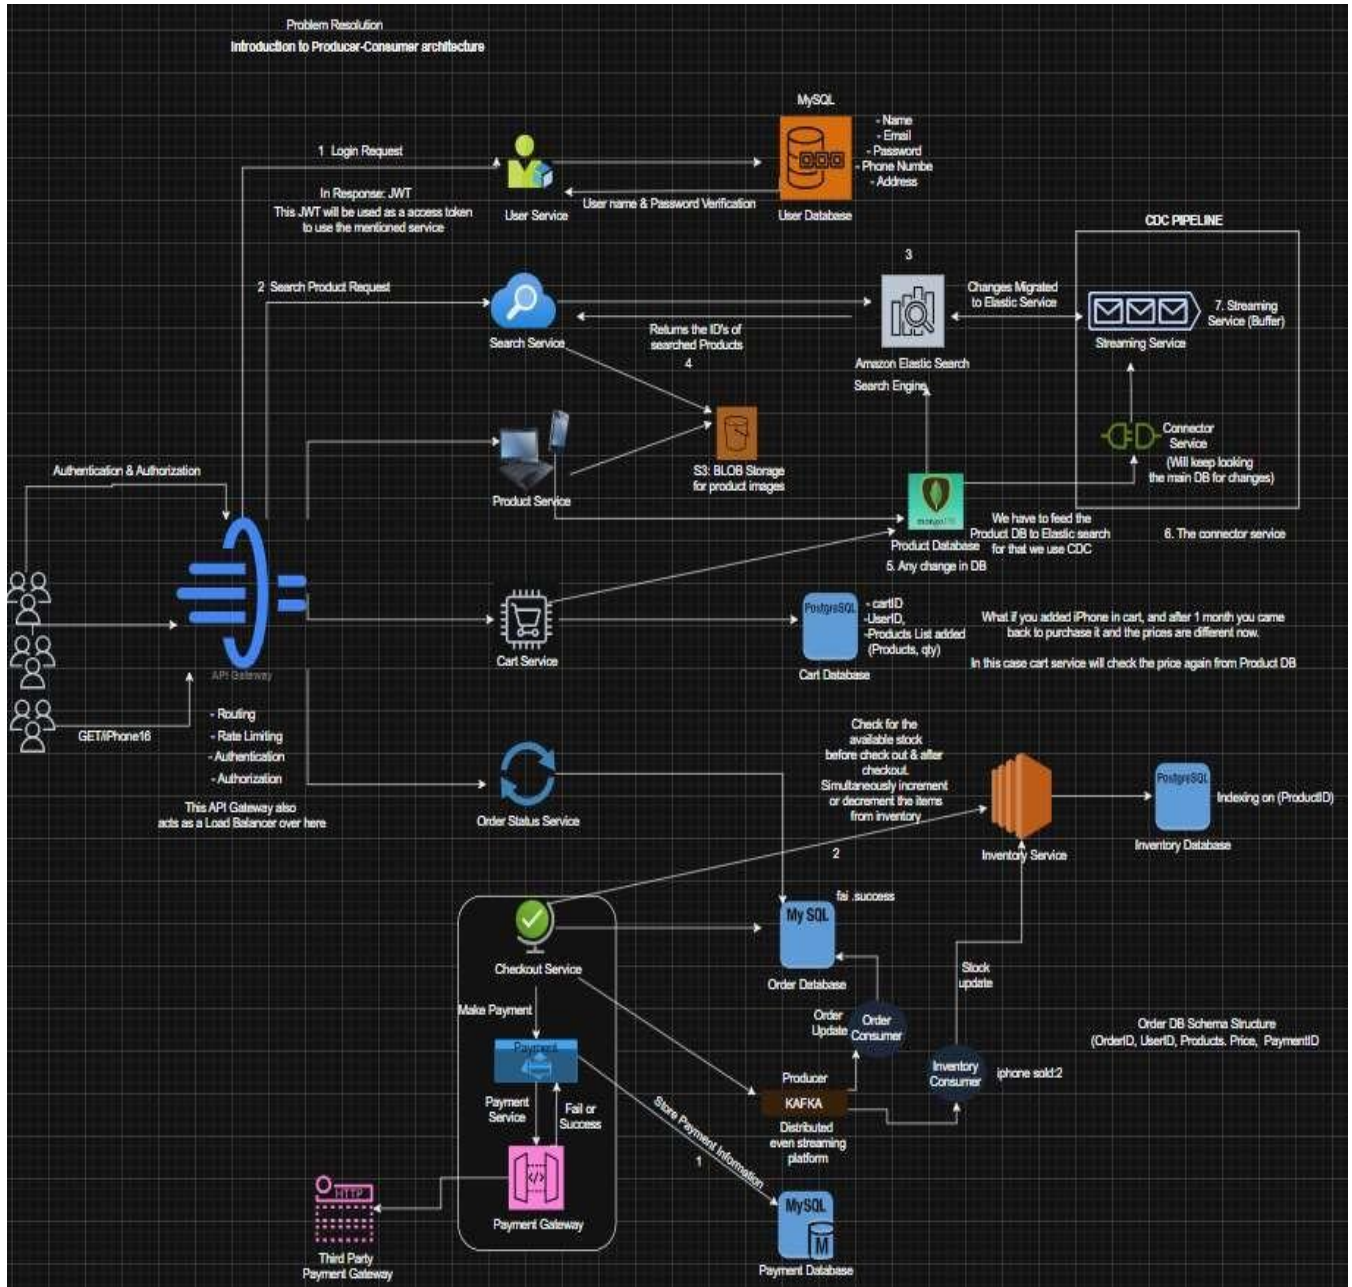 Problem Resolution
Introduction to Producer-Consumer architecture
MySQL
- Name
- Email
- Password
- Phone Numbe
- Address
1 Login Request
In Response: JWT
This JWT will be used as a access token
to use the mentioned service
User Service
User name & Password Verification
User Database
CDC PIPELINE
2 Search Product Request
Search Service
3
Returns the ID's of
searched Products
4
Amazon Elastic Search
Search Engine
Changes Migrated
to Elastic Service
7. Streaming
Service (Buffer)
Streaming Service
Connector
Service
(Will keep looking
the main DB for changes)
6. The connector service
Authentication & Authorization
Product Service
S3: BLOB Storage
for product images
Product Database
5. Any change in DB
We have to feed the
Product DB to Elastic search
for that we use CDC
API Gateway
GET/iPhone16
- Routing
- Rate Limiting
- Authentication
- Authorization
This API Gateway also
acts as a Load Balancer over here
Cart Service
PostgreSQL
- cartID
-UserID,
-Products List added
(Products, qty)
Cart Database
What if you added iPhone in cart, and after 1 month you came
back to purchase it and the prices are different now.
In this case cart service will check the price again from Product DB
Order Status Service
Check for the
available stock
before check out & after
checkout.
Simultaneously increment
or decrement the items
from inventory
2
Inventory Service
PostgreSQL
Indexing on (ProductID)
Inventory Database
Checkout Service
fai .success
My SQL
Order Database
Make Payment
Payment
Payment
Service
Fail or
Success
Payment Gateway
HTTP
Third Party
Payment Gateway
Order
Update
Order
Consumer
Stock
update
Inventory
Consumer
iphone sold:2
Order DB Schema Structure
(OrderID, UserID, Products. Price, PaymentID
Producer
KAFKA
Distributed
even streaming
platform
Store Payment Information
1
MySQL
M
Payment Database